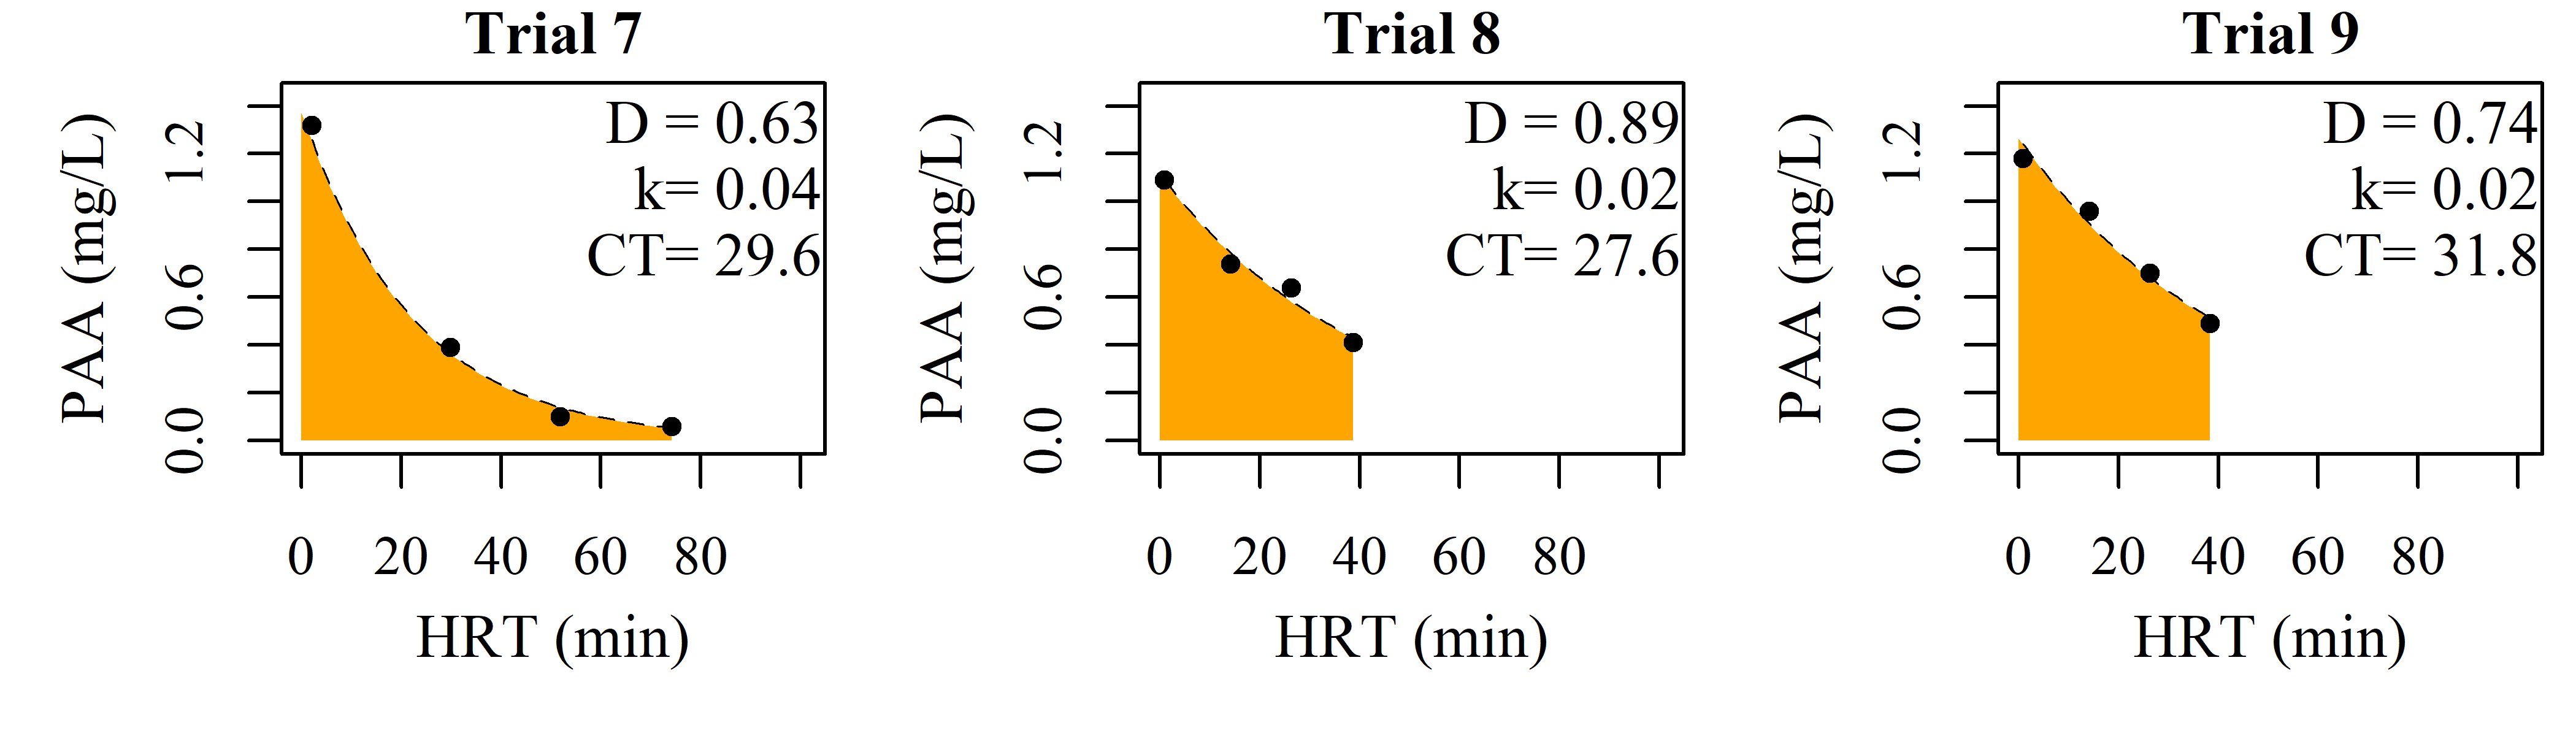 Trial 7
D = 0.63
k= 0.04
CT= 29.6
PAA (mg/L)
1.2
0.6
0.0
0 20 40 60 80
HRT (min)
Trial 8
D = 0.89
k= 0.02
CT= 27.6
PAA (mg/L)
1.2
0.6
0.0
0 20 40 60 80
HRT (min)
Trial 9
D = 0.74
k= 0.02
CT= 31.8
PAA (mg/L)
1.2
0.6
0.0
0 20 40 60 80
HRT (min)